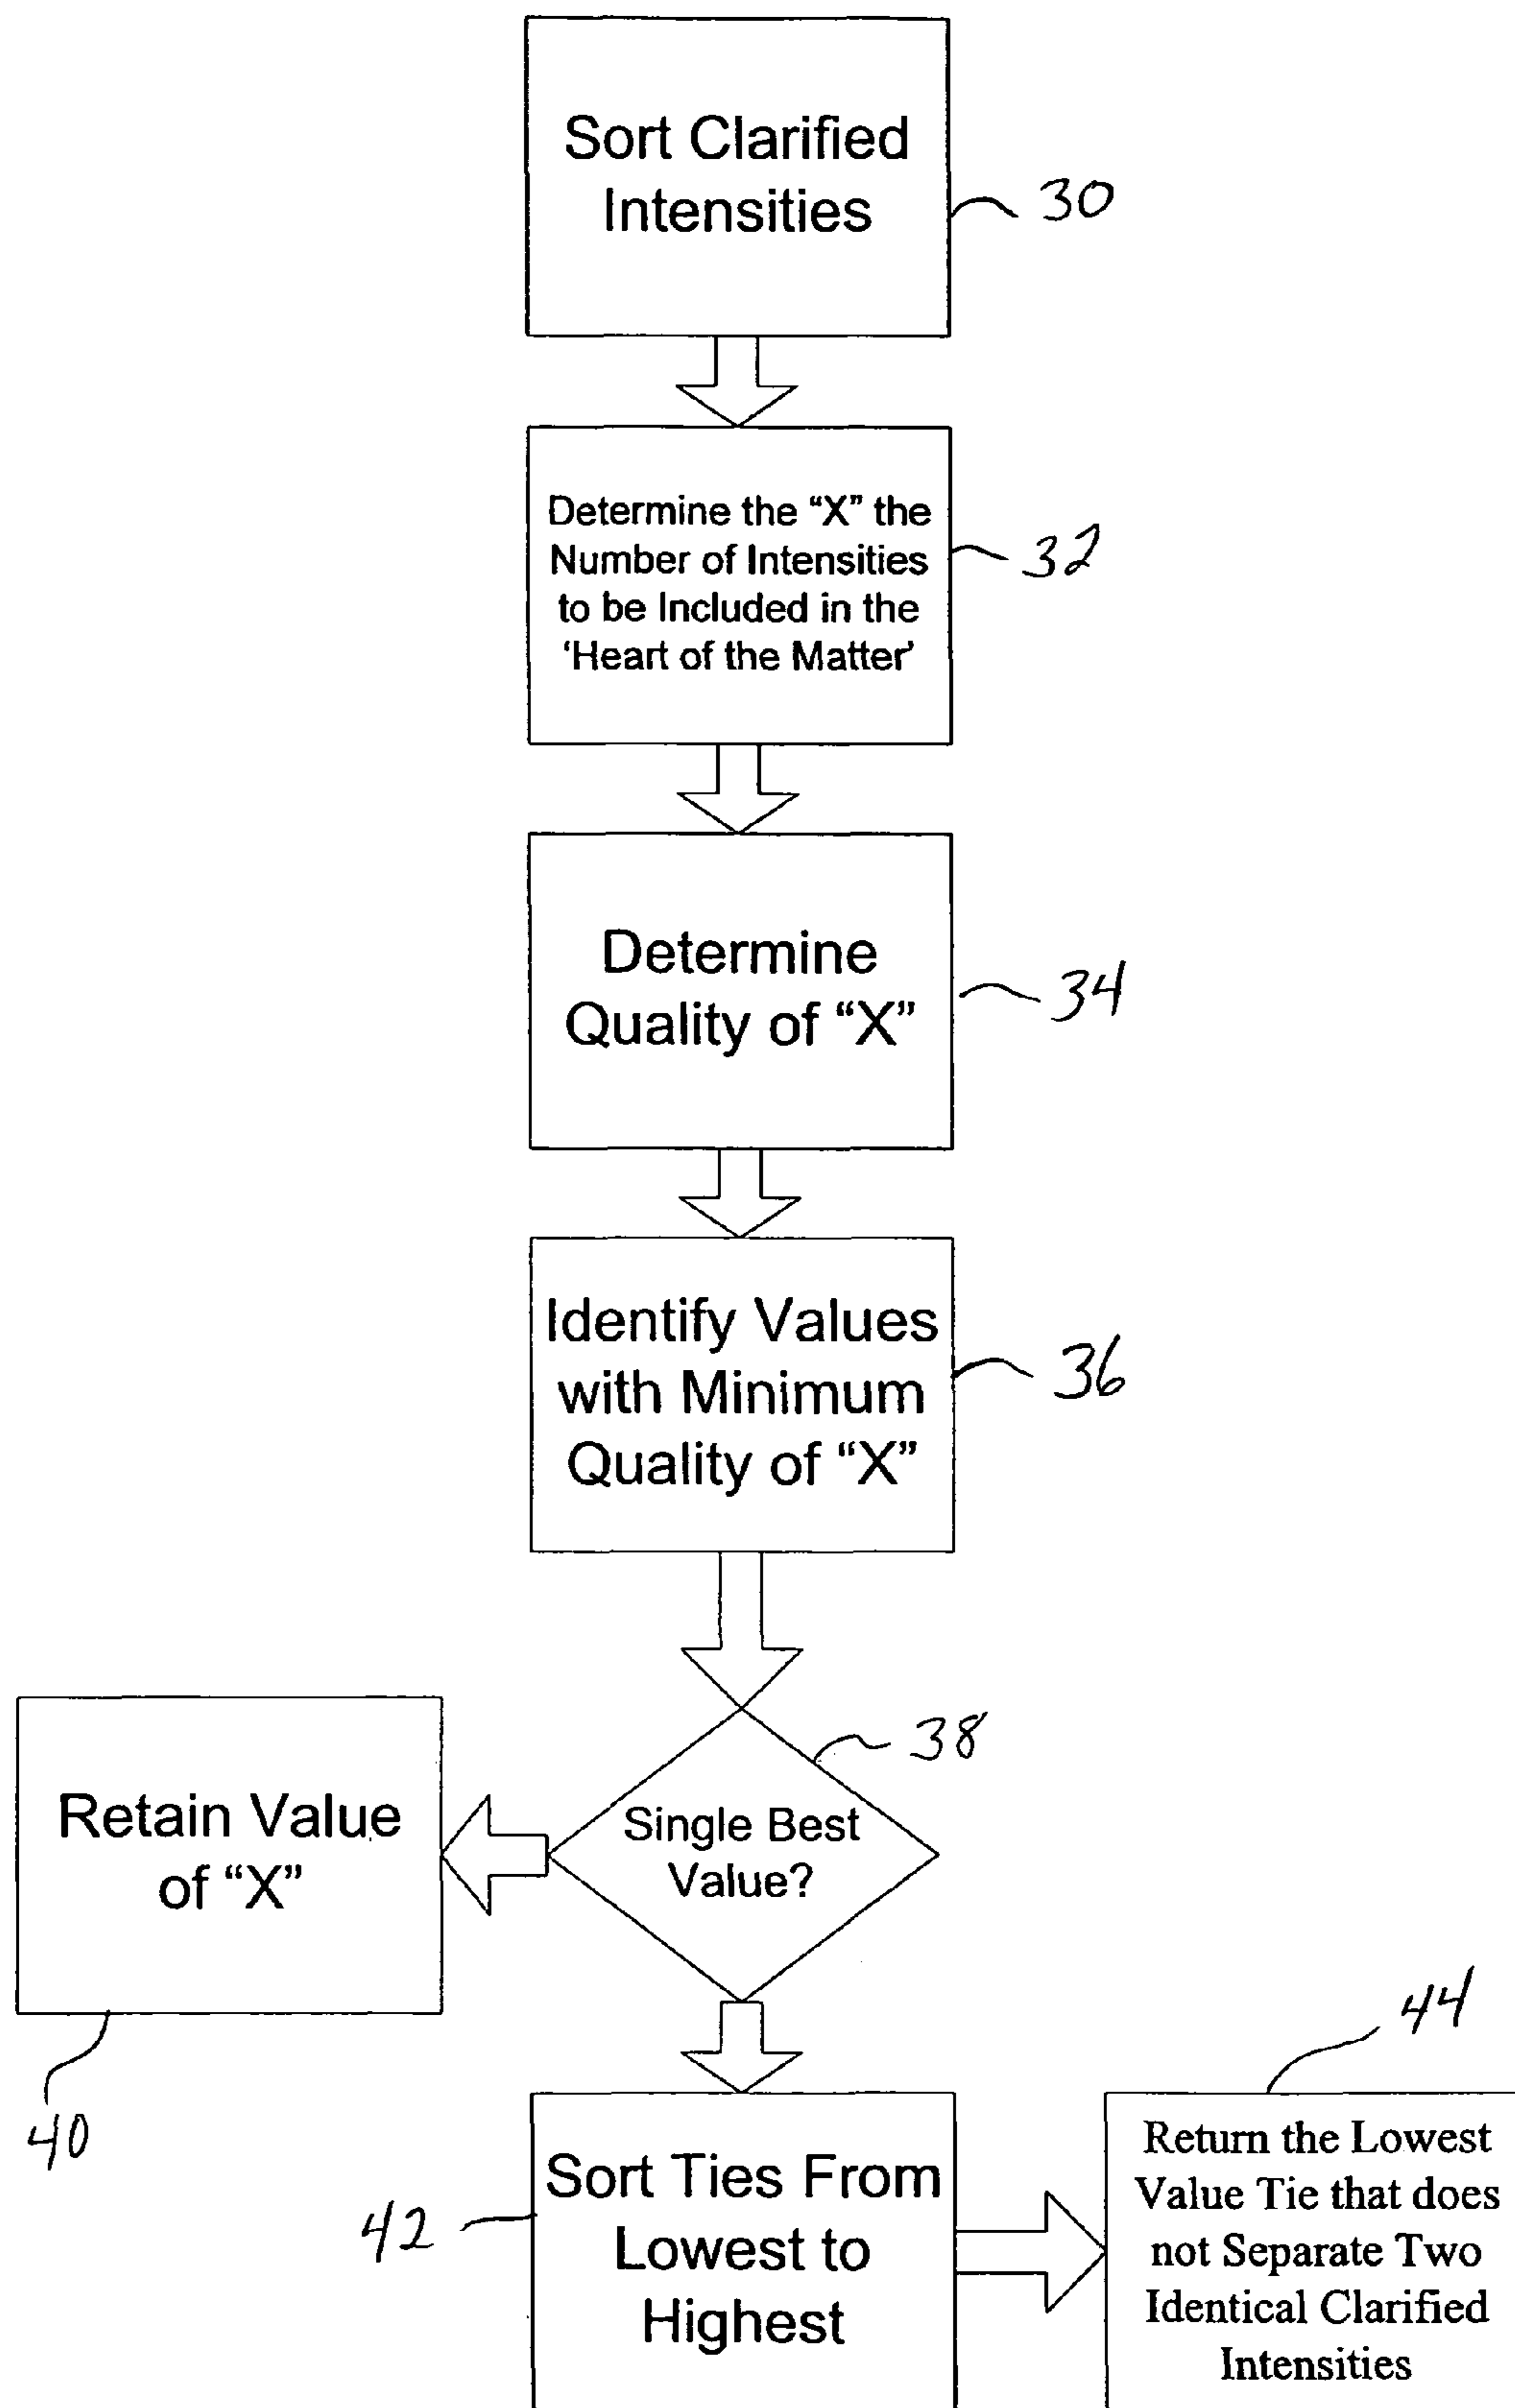 Sort Clarified
Intensities
30
Determine the “X” the
Number of Intensities
to be Included in the
‘Heart of the Matter’
32
Determine
Quality of “X”
34
Identify Values
with Minimum
Quality of “X”
36
38
Single Best
Value?
Retain Value
of “X”
40
Sort Ties From
Lowest to
Highest
42
44
Return the Lowest
Value Tie that does
not Separate Two
Identical Clarified
Intensities